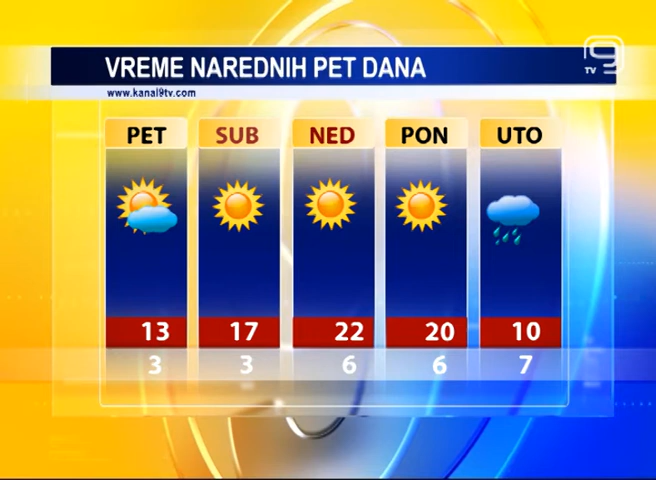 VREME NAREDNIH PET DANA
9
TV
www.kanal9tv.com
PET SUB NED PON UTO
13 17 22 20 10
3 3 6 6 7